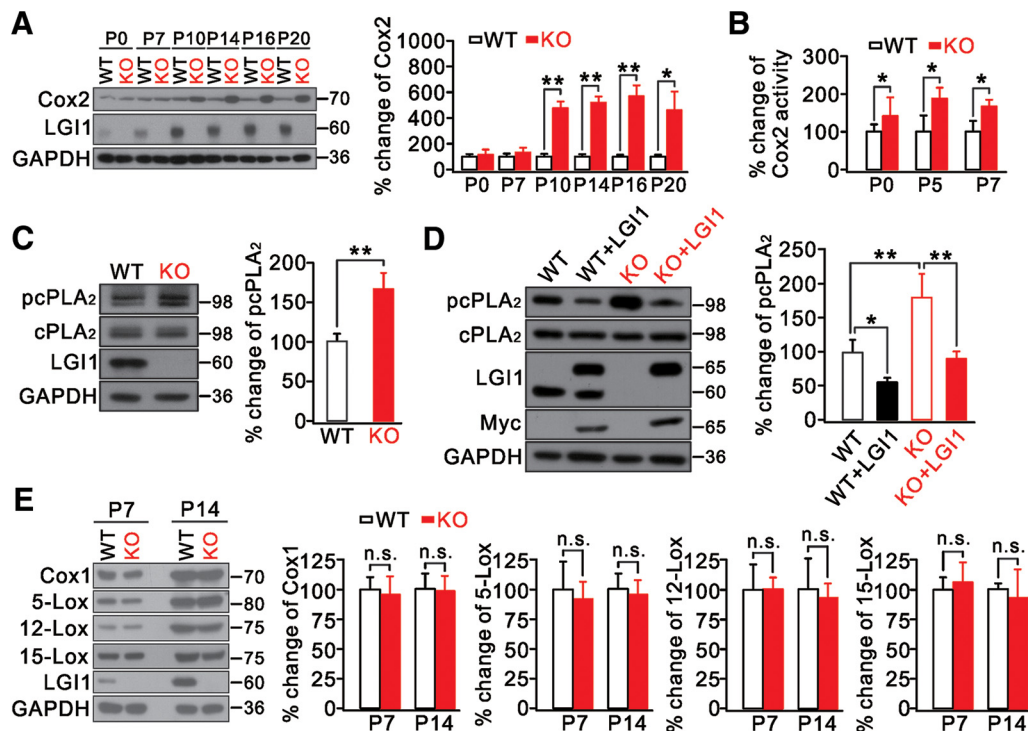 A
P0 P7 P10 P14 P16 P20
WT KO WT KO WT KO WT KO WT KO WT KO
Cox2 70
LGI1 60
GAPDH 36
% change of Cox2
WT KO
1000
800
600
400
200
0
** ** ** *
P0 P7 P10 P14 P16 P20
B
% change of
Cox2 activity
WT KO
300
200
100
0
* * *
P0 P5 P7
C
WT KO
pcPLA2 98
cPLA2 98
LGI1 60
GAPDH 36
% change of pcPLA2
200
150
100
50
0
**
WT KO
D
WT WT+LGI1 KO KO+LGI1
pcPLA2 98
cPLA2 98
LGI1 65
60
Myc 65
GAPDH 36
% change of pcPLA2
250
200
150
100
50
0
** **
*
WT WT+LGI1 KO KO+LGI1
E
P7 P14
WT KO WT KO
Cox1 70
5-Lox 80
12-Lox 75
15-Lox 75
LGI1 60
GAPDH 36
WT KO
% change of Cox1
125
100
75
50
25
0
n.s. n.s.
P7 P14
% change of 5-Lox
125
100
75
50
25
0
n.s. n.s.
P7 P14
WT KO
% change of 12-Lox
125
100
75
50
25
0
n.s. n.s.
P7 P14
% change of 15-Lox
125
100
75
50
25
0
n.s. n.s.
P7 P14